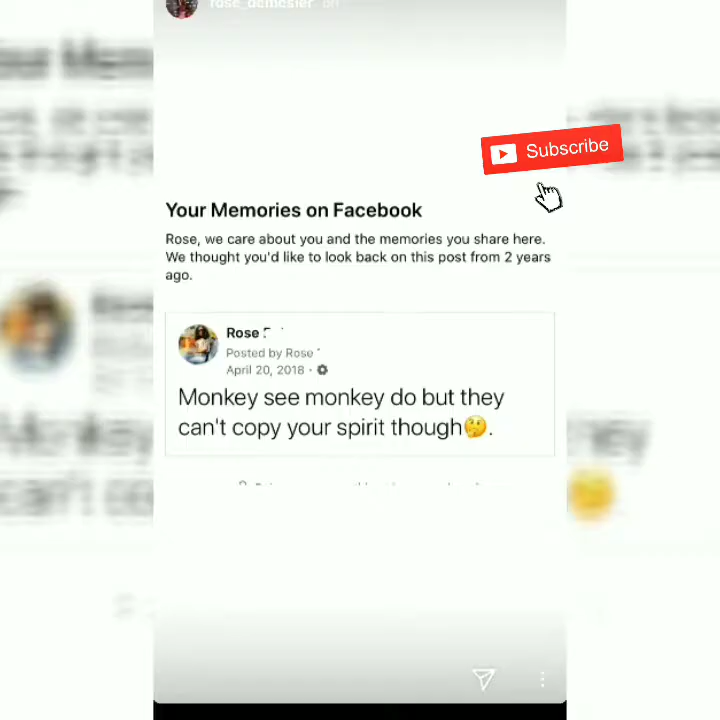 rose_demesier on
Subscribe
Your Memories on Facebook
Rose, we care about you and the memories you share here.
We thought you'd like to look back on this post from 2 years
ago.
Rose
Posted by Rose
April 20, 2018 ·
Monkey see monkey do but they
can't copy your spirit though🤔.